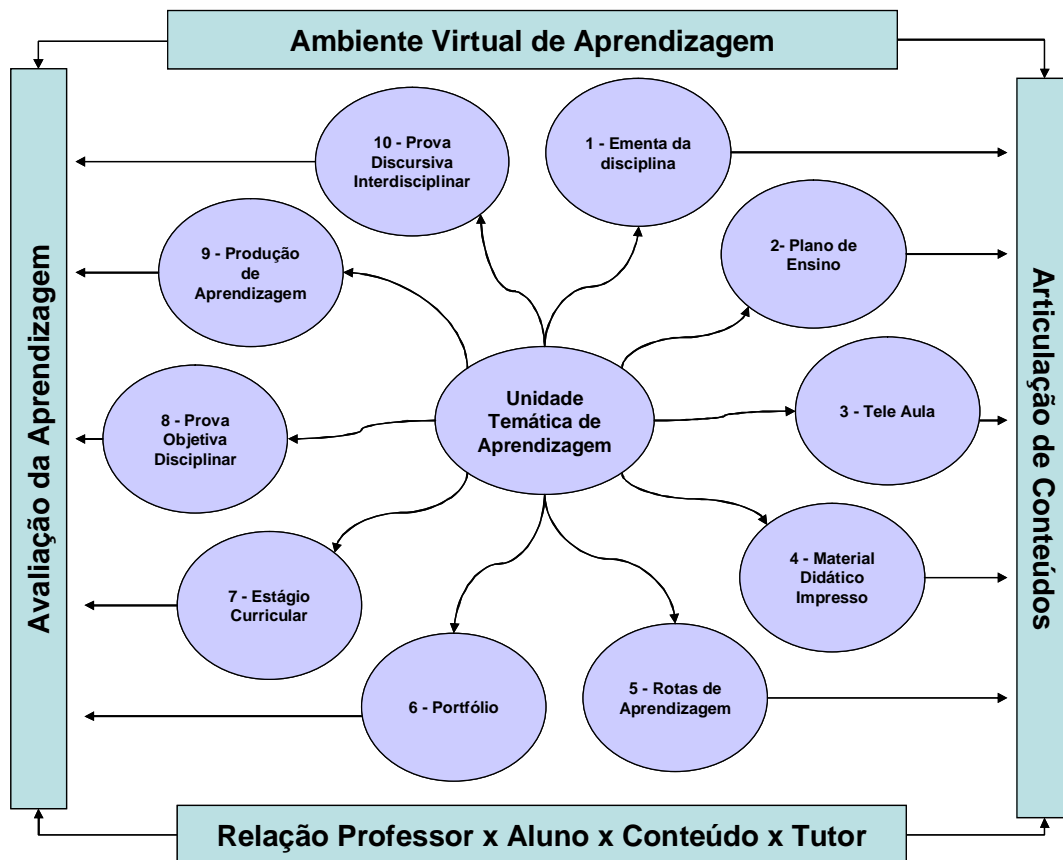 Ambiente Virtual de Aprendizagem
Avaliação da Aprendizagem
Articulação de Conteúdos
10 - Prova
Discursiva
Interdisciplinar
1 - Ementa da
disciplina
9 - Produção
de
Aprendizagem
2- Plano de
Ensino
Unidade
Temática de
Aprendizagem
8 - Prova
Objetiva
Disciplinar
3 - Tele Aula
7 - Estágio
Curricular
4 - Material
Didático
Impresso
6 - Portfólio
5 - Rotas de
Aprendizagem
Relação Professor x Aluno x Conteúdo x Tutor